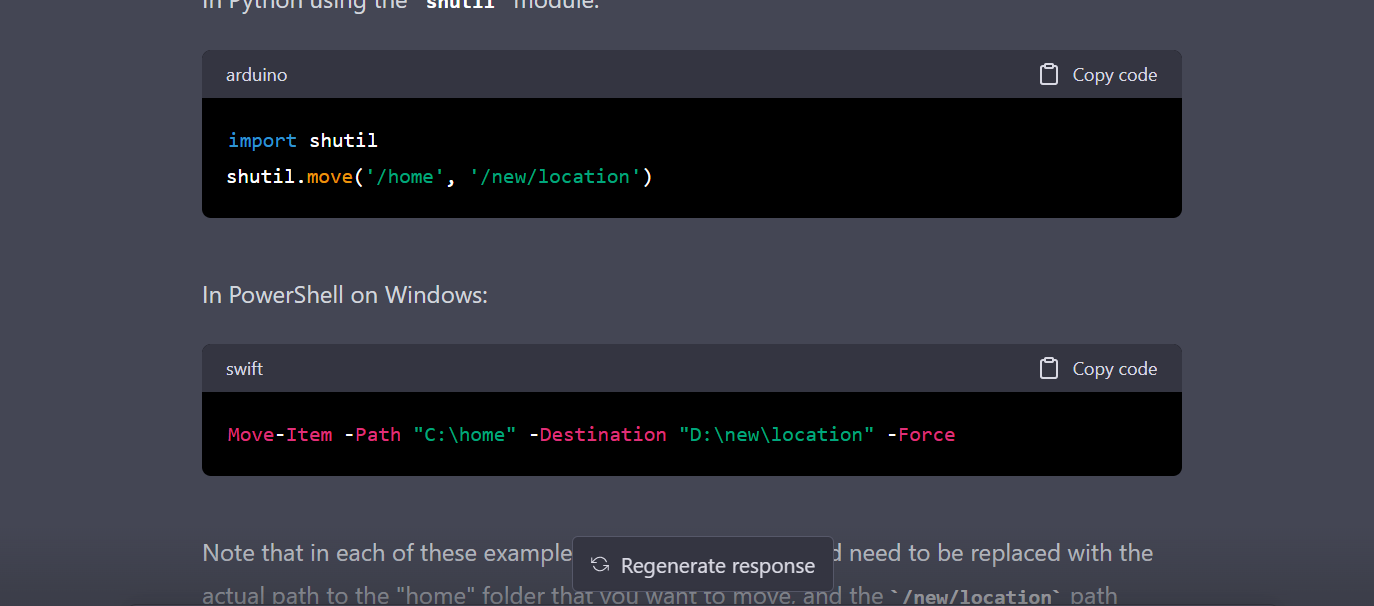 In Python using the `shutil` module:
arduino
Copy code
import shutil
shutil.move('/home', '/new/location')
In PowerShell on Windows:
swift
Copy code
Move-Item -Path "C:\home" -Destination "D:\new\location" -Force
Note that in each of these example
Regenerate response
need to be replaced with the
actual path to the "home" folder that you want to move, and the `/new/location` path